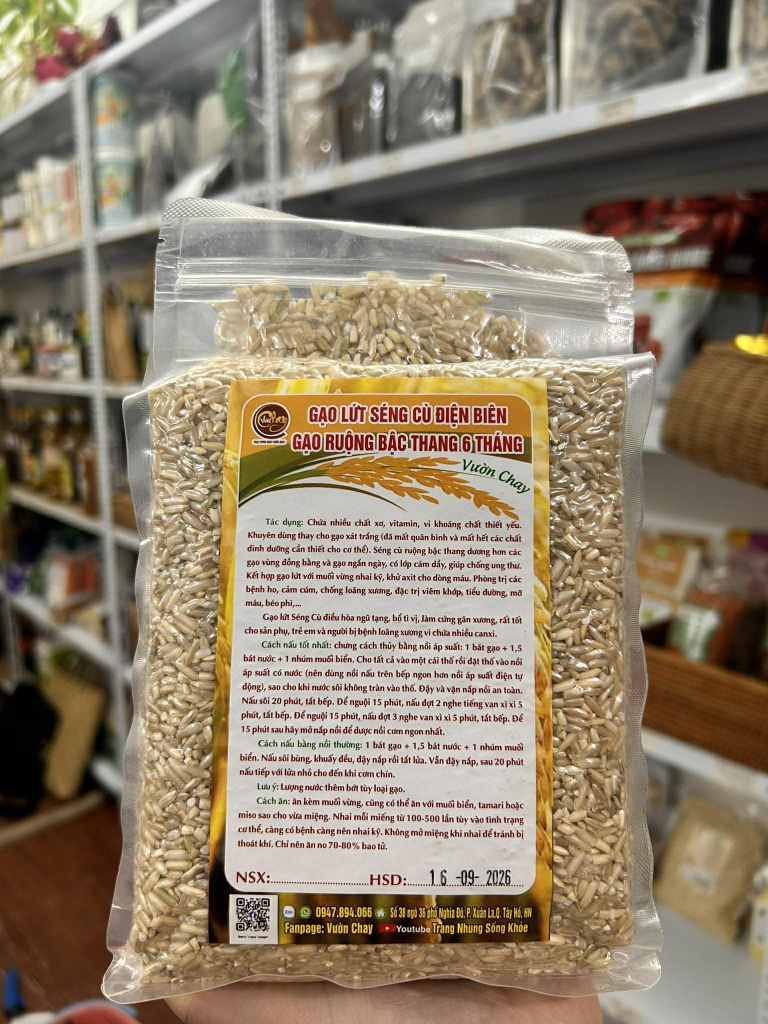 GẠO LỨT SÉNG CÙ ĐIỆN BIÊN
GẠO RUỘNG BẬC THANG 6 THÁNG
Vườn Chay
Tác dụng: Chứa nhiều chất xơ, vitamin, vi khoáng chất thiết yếu.
Khuyên dùng thay cho gạo xát trắng (đã mất quân bình và mất hết các chất
dinh dưỡng cần thiết cho cơ thể). Séng cù ruộng bậc thang dương hơn các
gạo vùng đồng bằng và gạo ngắn ngày, có lớp cám dầy, giúp chống ung thư.
Kết hợp gạo lứt với muối vừng nhai kỹ, khử axit cho dòng máu. Phòng trị các
bệnh ho, cảm cúm, chống loãng xương, đặc trị viêm khớp, tiểu đường, mỡ
máu, béo phì,...
Gạo lứt Séng Cù điều hòa ngũ tạng, bổ tì vị, làm cứng gân xương, rất tốt
cho sản phụ, trẻ em và người bị bệnh loãng xương vì chứa nhiều canxi.
Cách nấu tốt nhất: chưng cách thủy bằng nồi áp suất: 1 bát gạo + 1,5
bát nước + 1 nhúm muối biển. Cho tất cả vào một cái thố rồi đặt thố vào nồi
áp suất có nước (nên dùng nồi nấu trên bếp ngon hơn nồi áp suất điện tự
động), sao cho khi nước sôi không tràn vào thố. Đậy và vặn nắp nồi an toàn.
Nấu sôi 20 phút, tắt bếp. Để nguội 15 phút, nấu đợt 2 nghe tiếng van xì xì 5
phút, tắt bếp. Để nguội 15 phút, nấu đợt 3 nghe van xì xì 5 phút, tắt bếp. Để
15 phút sau hãy mở nắp nồi để được nồi cơm ngon nhất.
Cách nấu bằng nồi thường: 1 bát gạo + 1,5 bát nước + 1 nhúm muối
biển. Nấu sôi bùng, khuấy đều, đậy nắp rồi tắt lửa. Vẫn đậy nắp, sau 20 phút
nấu tiếp với lửa nhỏ cho đến khi cơm chín.
Lưu ý: Lượng nước thêm bớt tùy loại gạo.
Cách ăn: ăn kèm muối vừng, cũng có thể ăn với muối biển, tamari hoặc
miso sao cho vừa miệng. Nhai mỗi miếng từ 100-500 lần tùy vào tình trạng
cơ thể, càng có bệnh càng nên nhai kỹ. Không mở miệng khi nhai để tránh bị
thoát khí. Chỉ nên ăn no 70-80% bao tử.
NSX:.................... HSD:..... 16 -09- 2026
Zalo 0947.894.066 Số 38 ngõ 36 phố Nghĩa Đô, P. Xuân La,Q. Tây Hồ, HN
Fanpage: Vườn Chay Youtube Trang Nhung Sống Khỏe